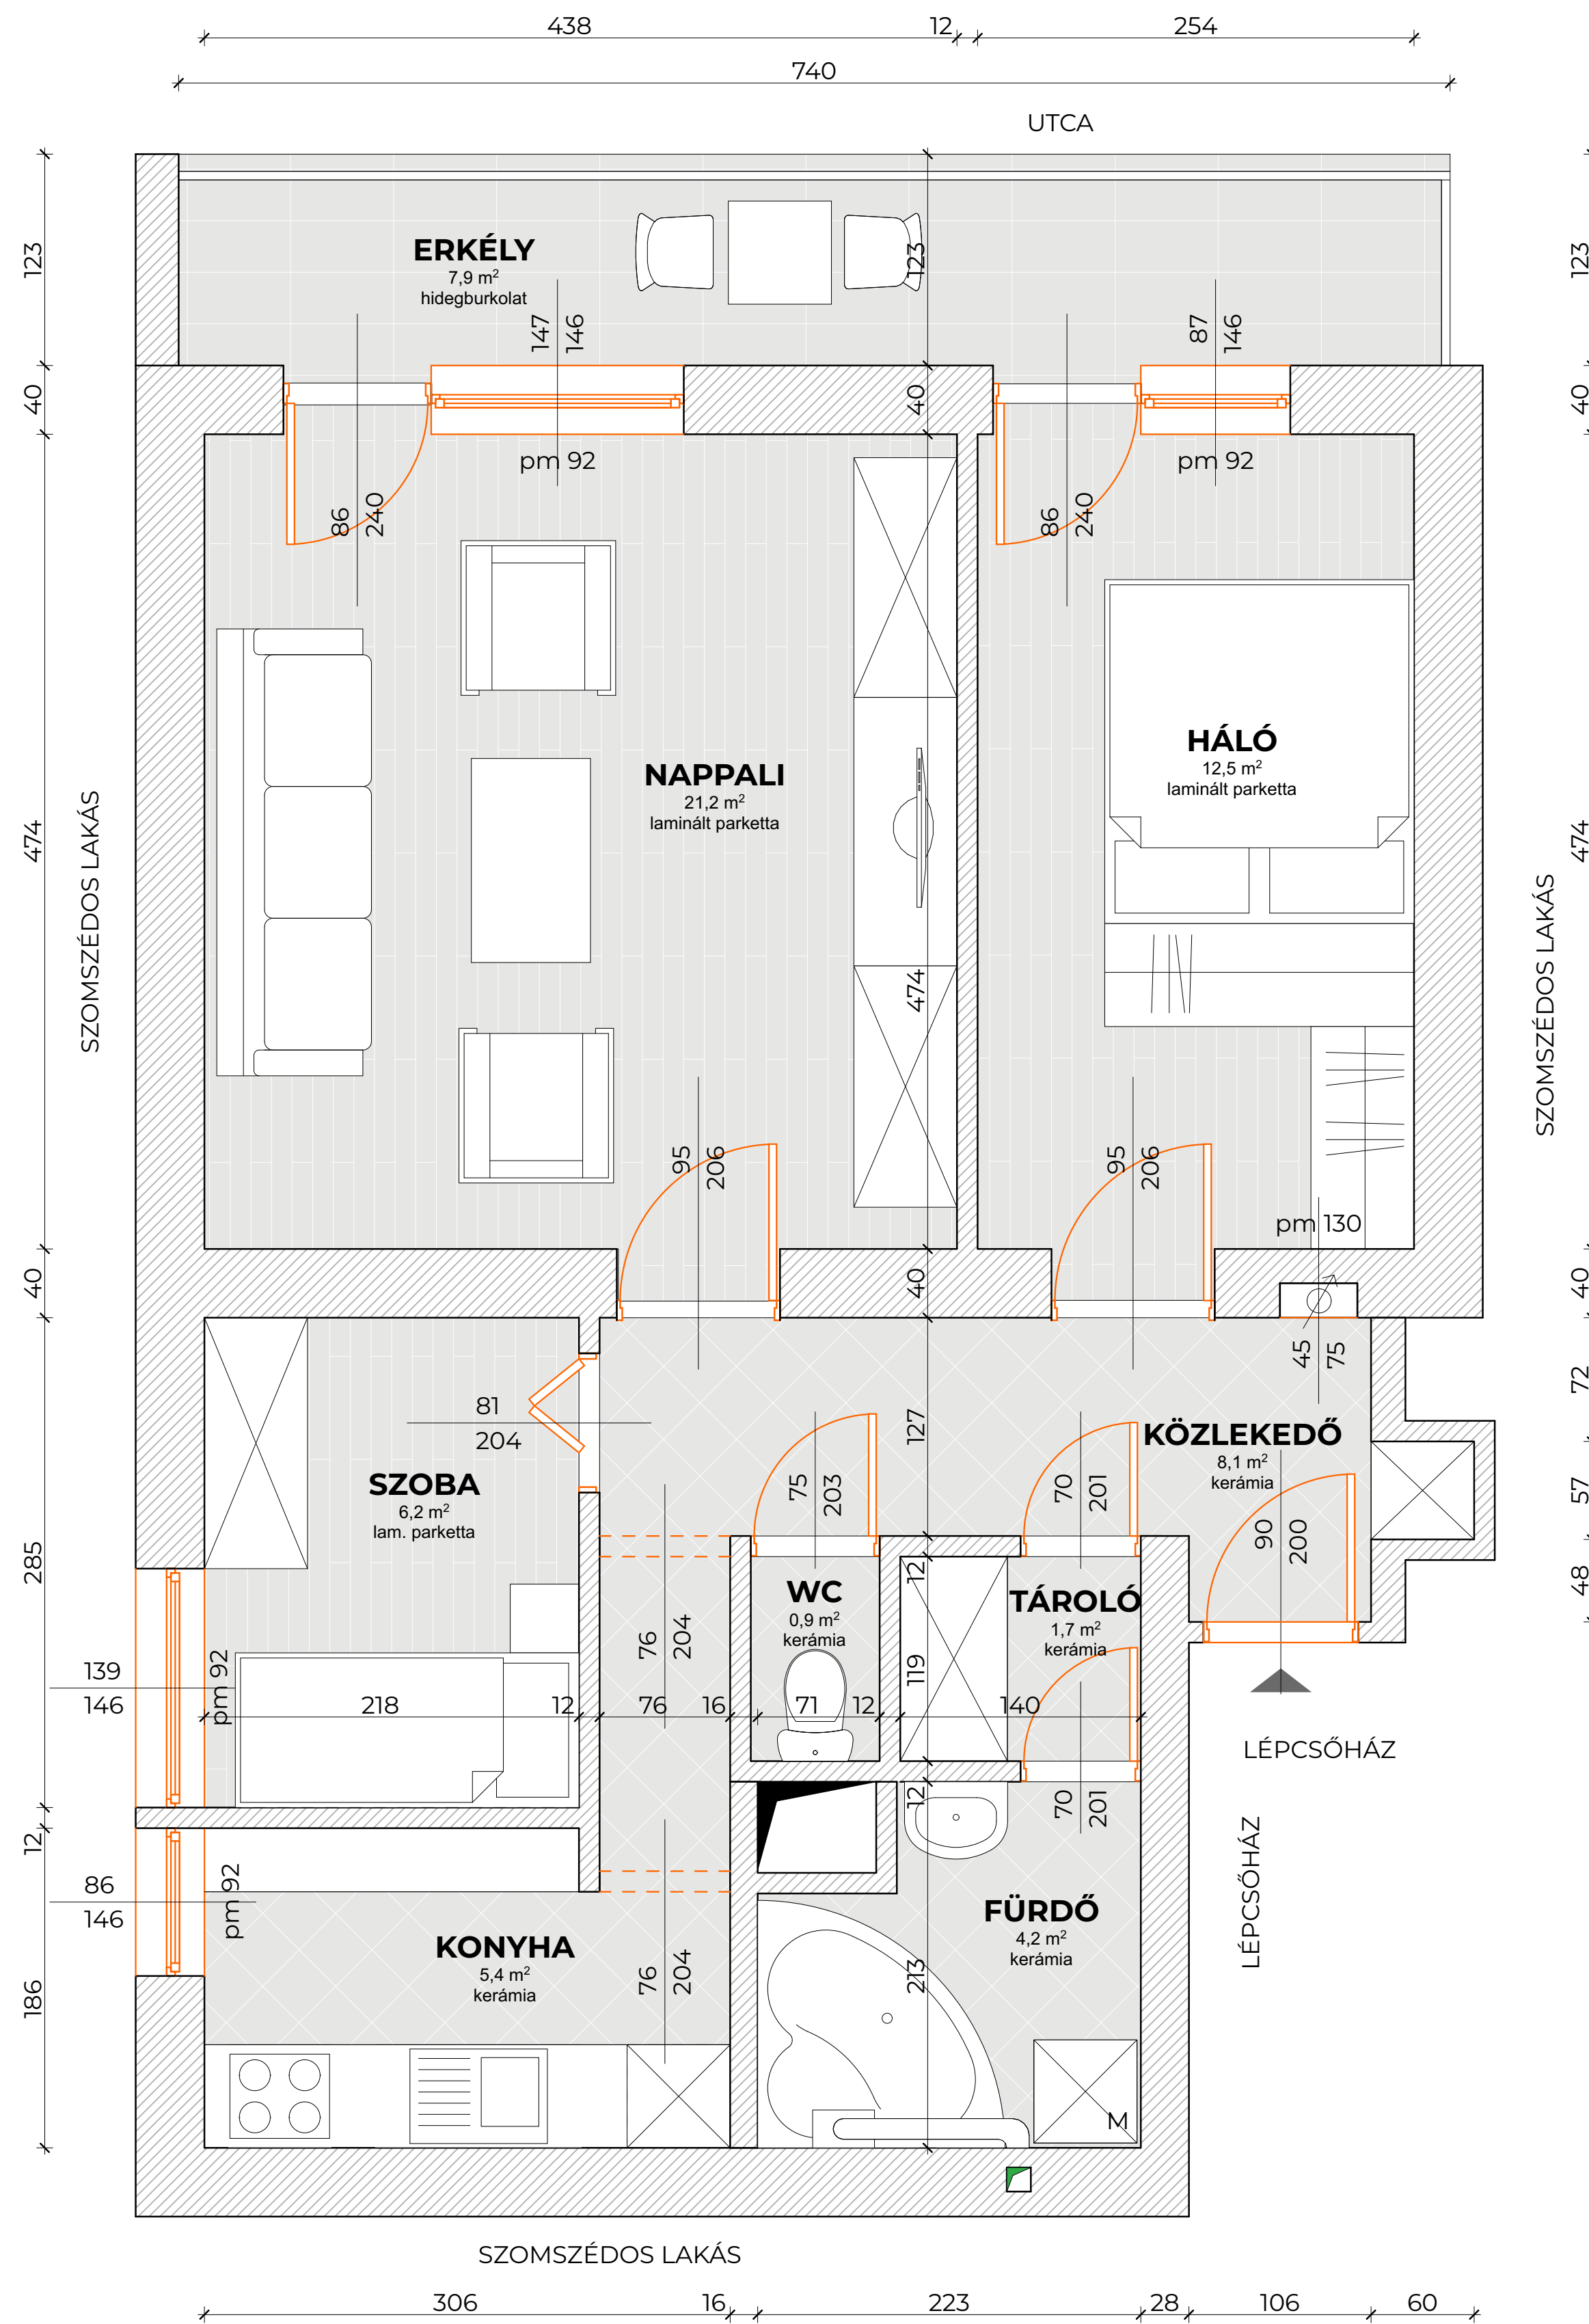 438
12
254
740
UTCA
123
ERKÉLY
7,9 m²
hidegburkolat
123
123
147
146
87
146
40
40
40
pm 92
pm 92
86
240
86
240
NAPPALI
21,2 m²
laminált parketta
HÁLÓ
12,5 m²
laminált parketta
474
SZOMSZÉDOS LAKÁS
474
474
SZOMSZÉDOS LAKÁS
95
206
95
206
pm 130
40
40
40
45
75
72
81
204
127
KÖZLEKEDŐ
8,1 m²
kerámia
SZOBA
6,2 m²
lam. parketta
75
203
70
201
57
90
200
285
12
48
WC
0,9 m²
kerámia
TÁROLÓ
1,7 m²
kerámia
76
204
119
139
146
pm 92
218
12
76
16
71
12
140
LÉPCSŐHÁZ
12
70
201
12
86
146
pm 92
LÉPCSŐHÁZ
FÜRDŐ
4,2 m²
kerámia
KONYHA
5,4 m²
kerámia
76
204
213
186
M
SZOMSZÉDOS LAKÁS
306
16
223
28
106
60